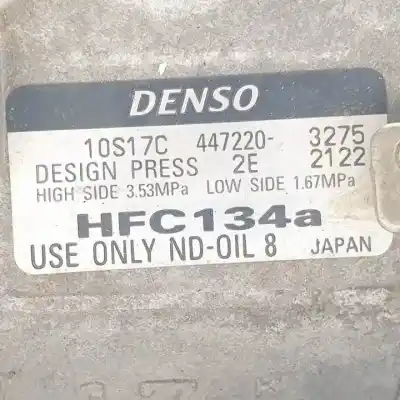 DENSO
10S17C 447220- 3275
DESIGN PRESS 2E 2122
HIGH SIDE 3.53MPa LOW SIDE 1.67MPa
HFC134a
USE ONLY ND-OIL 8 JAPAN